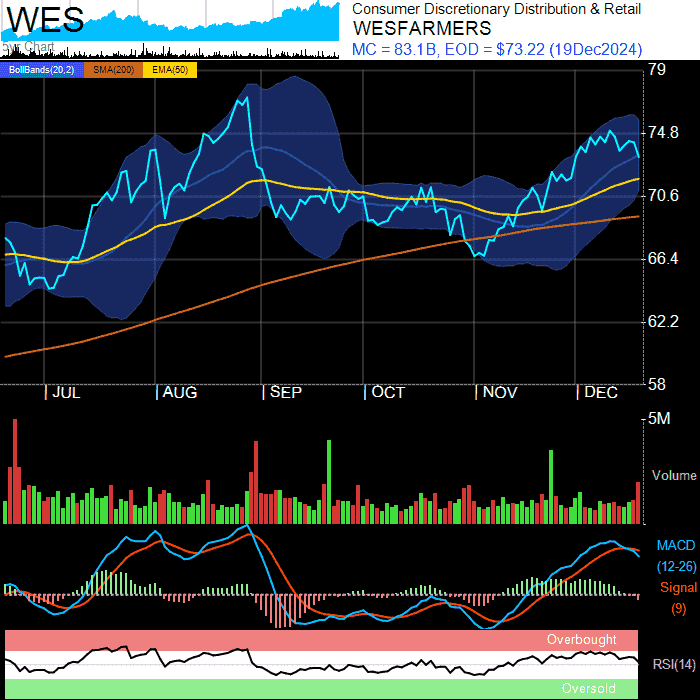 WES
Consumer Discretionary Distribution & Retail
WESFARMERS
MC = 83.1B, EOD = $73.22 (19Dec2024)
5yr Chart
BollBands(20,2) SMA(200) EMA(50)
79
74.8
70.6
66.4
62.2
58
JUL AUG SEP OCT NOV DEC
5M
Volume
MACD
(12-26)
Signal
(9)
Overbought
RSI(14)
Oversold